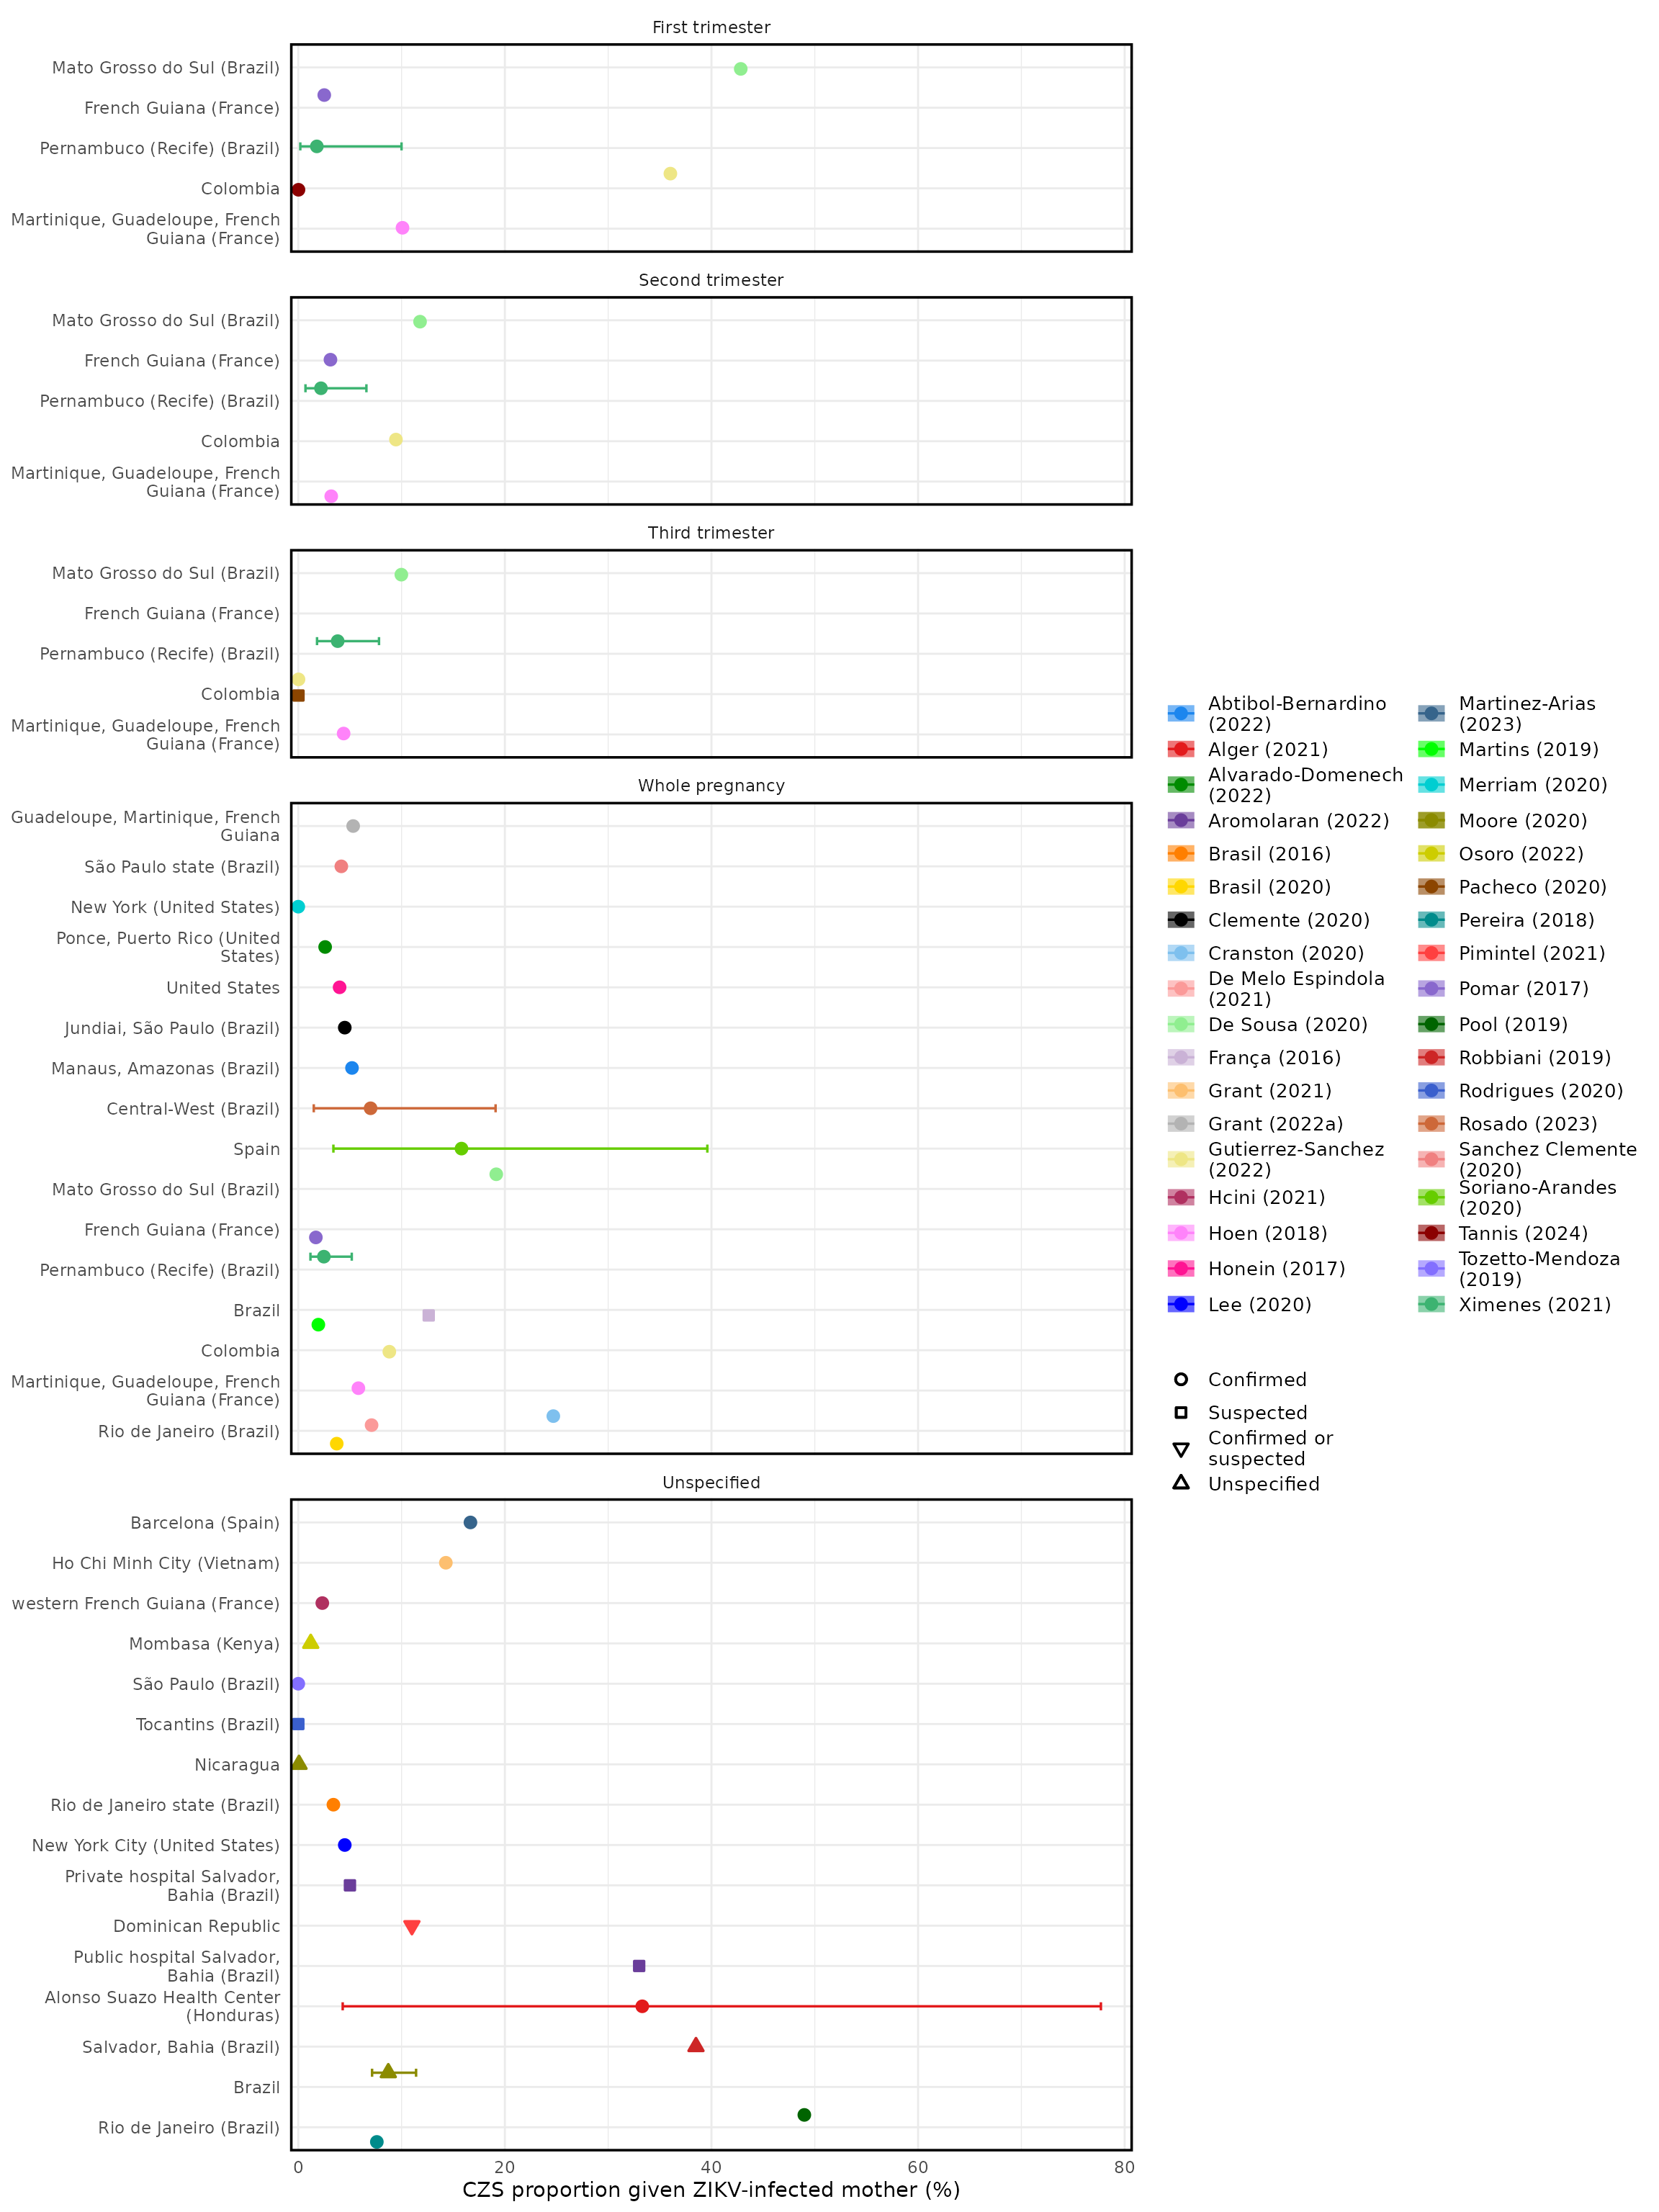 First trimester
Mato Grosso do Sul (Brazil)
French Guiana (France)
Pernambuco (Recife) (Brazil)
Colombia
Martinique, Guadeloupe, French
Guiana (France)
Second trimester
Mato Grosso do Sul (Brazil)
French Guiana (France)
Pernambuco (Recife) (Brazil)
Colombia
Martinique, Guadeloupe, French
Guiana (France)
Third trimester
Mato Grosso do Sul (Brazil)
French Guiana (France)
Pernambuco (Recife) (Brazil)
Colombia
Martinique, Guadeloupe, French
Guiana (France)
Whole pregnancy
Guadeloupe, Martinique, French
Guiana
São Paulo state (Brazil)
New York (United States)
Ponce, Puerto Rico (United
States)
United States
Jundiai, São Paulo (Brazil)
Manaus, Amazonas (Brazil)
Central-West (Brazil)
Spain
Mato Grosso do Sul (Brazil)
French Guiana (France)
Pernambuco (Recife) (Brazil)
Brazil
Colombia
Martinique, Guadeloupe, French
Guiana (France)
Rio de Janeiro (Brazil)
Unspecified
Barcelona (Spain)
Ho Chi Minh City (Vietnam)
western French Guiana (France)
Mombasa (Kenya)
São Paulo (Brazil)
Tocantins (Brazil)
Nicaragua
Rio de Janeiro state (Brazil)
New York City (United States)
Private hospital Salvador,
Bahia (Brazil)
Dominican Republic
Public hospital Salvador,
Bahia (Brazil)
Alonso Suazo Health Center
(Honduras)
Salvador, Bahia (Brazil)
Brazil
Rio de Janeiro (Brazil)
0 20 40 60 80
CZS proportion given ZIKV-infected mother (%)
Abtibol-Bernardino
(2022)
Alger (2021)
Alvarado-Domenech
(2022)
Aromolaran (2022)
Brasil (2016)
Brasil (2020)
Clemente (2020)
Cranston (2020)
De Melo Espindola
(2021)
De Sousa (2020)
França (2016)
Grant (2021)
Grant (2022a)
Gutierrez-Sanchez
(2022)
Hcini (2021)
Hoen (2018)
Honein (2017)
Lee (2020)
Martinez-Arias
(2023)
Martins (2019)
Merriam (2020)
Moore (2020)
Osoro (2022)
Pacheco (2020)
Pereira (2018)
Pimintel (2021)
Pomar (2017)
Pool (2019)
Robbiani (2019)
Rodrigues (2020)
Rosado (2023)
Sanchez Clemente
(2020)
Soriano-Arandes
(2020)
Tannis (2024)
Tozetto-Mendoza
(2019)
Ximenes (2021)
Confirmed
Suspected
Confirmed or
suspected
Unspecified